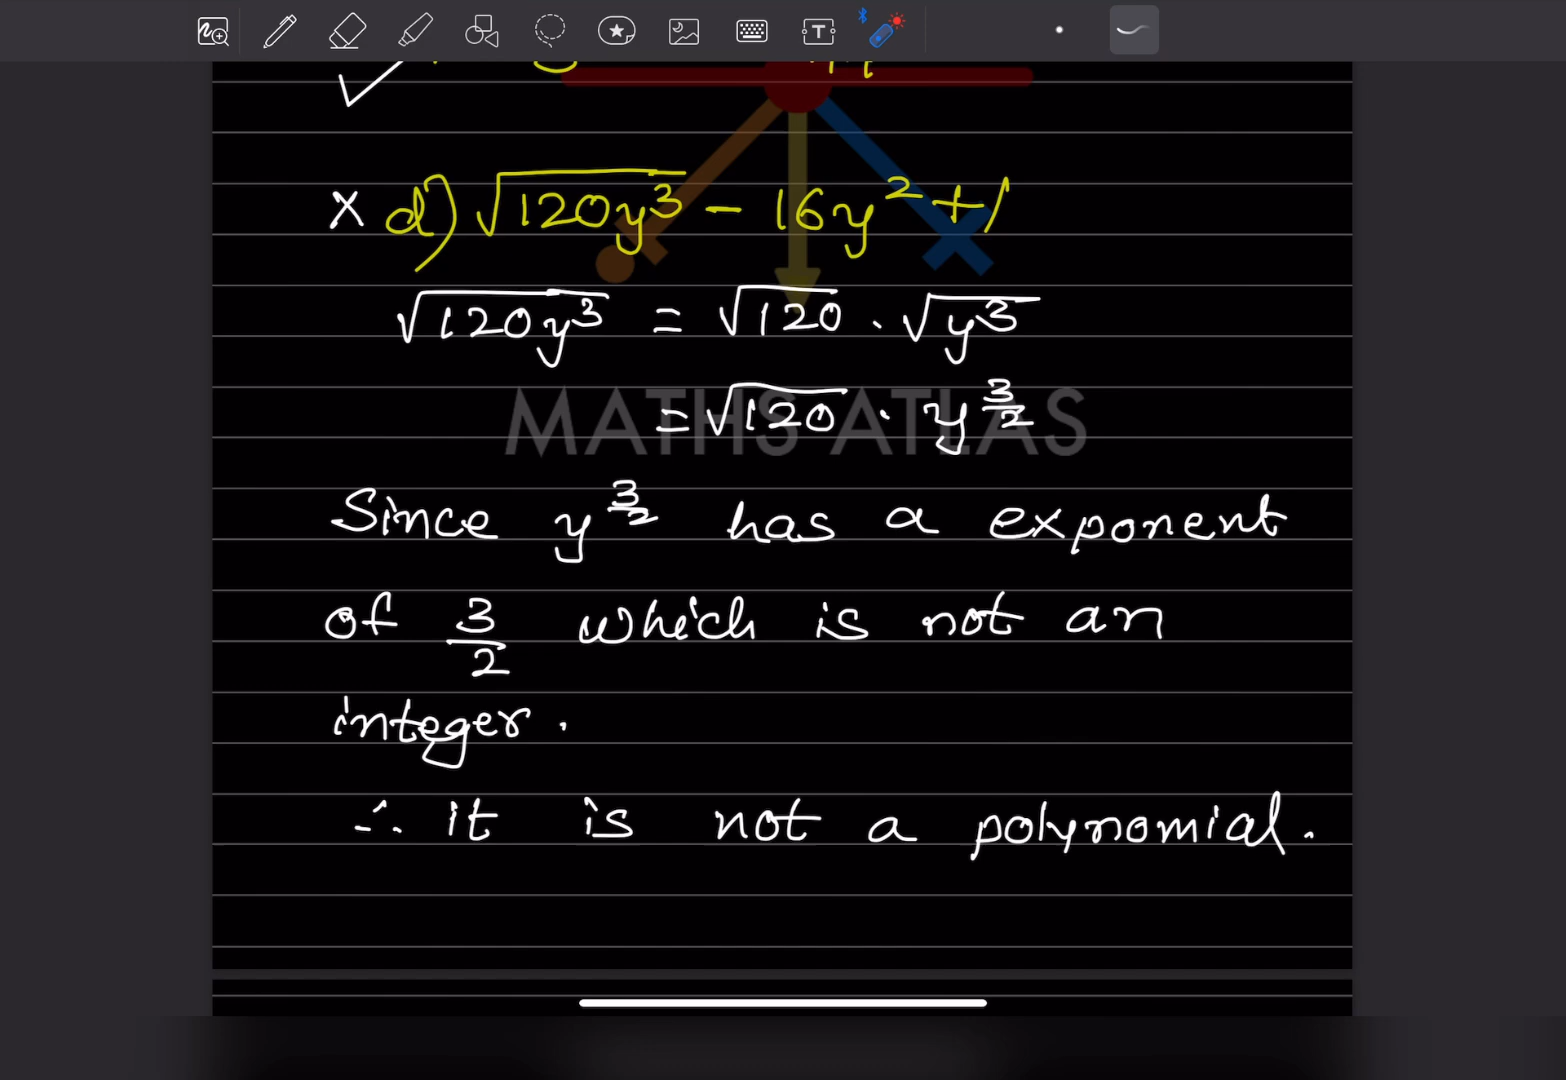 × d) √120y³ - 16y² + 1
√120y³ = √120 · √y³
= √120 · y^3/2
MATHS ATLAS
Since y^3/2 has a exponent
of 3/2 which is not an
integer.
∴ it is not a polynomial.